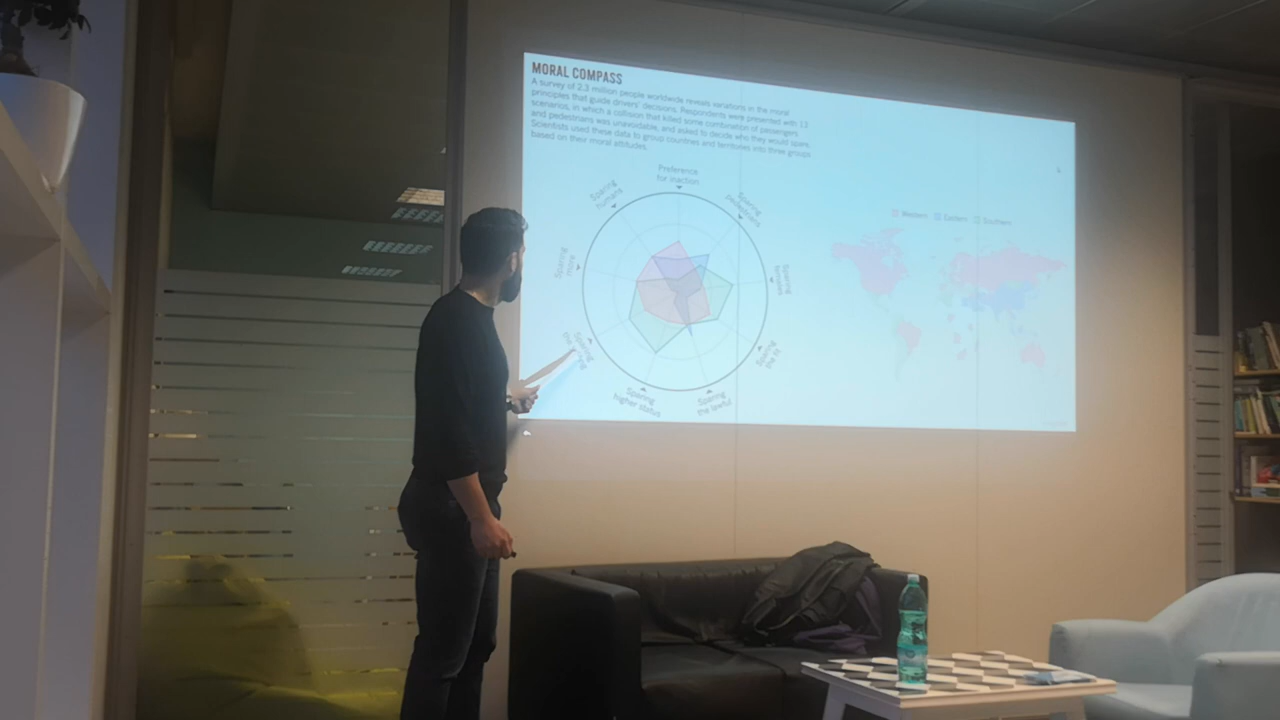 MORAL COMPASS
A survey of 2.3 million people worldwide reveals variations in the moral
principles that guide drivers' decisions. Respondents were presented with 13
scenarios, in which a collision that killed some combination of passengers
and pedestrians was unavoidable, and asked to decide who they would spare.
Scientists used these data to group countries and territories into three groups
based on their moral attitudes.
Preference
for inaction
Sparing
humans
Sparing
pedestrians
Sparing
more
Sparing
females
Sparing
the
Sparing
the fit
Sparing
higher status
Sparing
the lawful
Western Eastern Southern